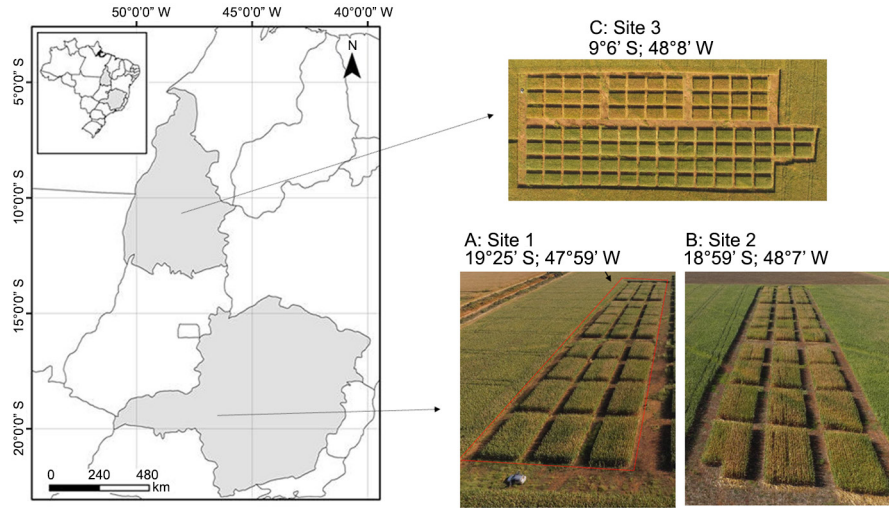 50°0'0" W 45°0'0" W 40°0'0" W
N
5°0'0" S
10°0'0" S
15°0'0" S
20°0'0" S
0 240 480
km
C: Site 3
9°6' S; 48°8' W
A: Site 1
19°25' S; 47°59' W
B: Site 2
18°59' S; 48°7' W